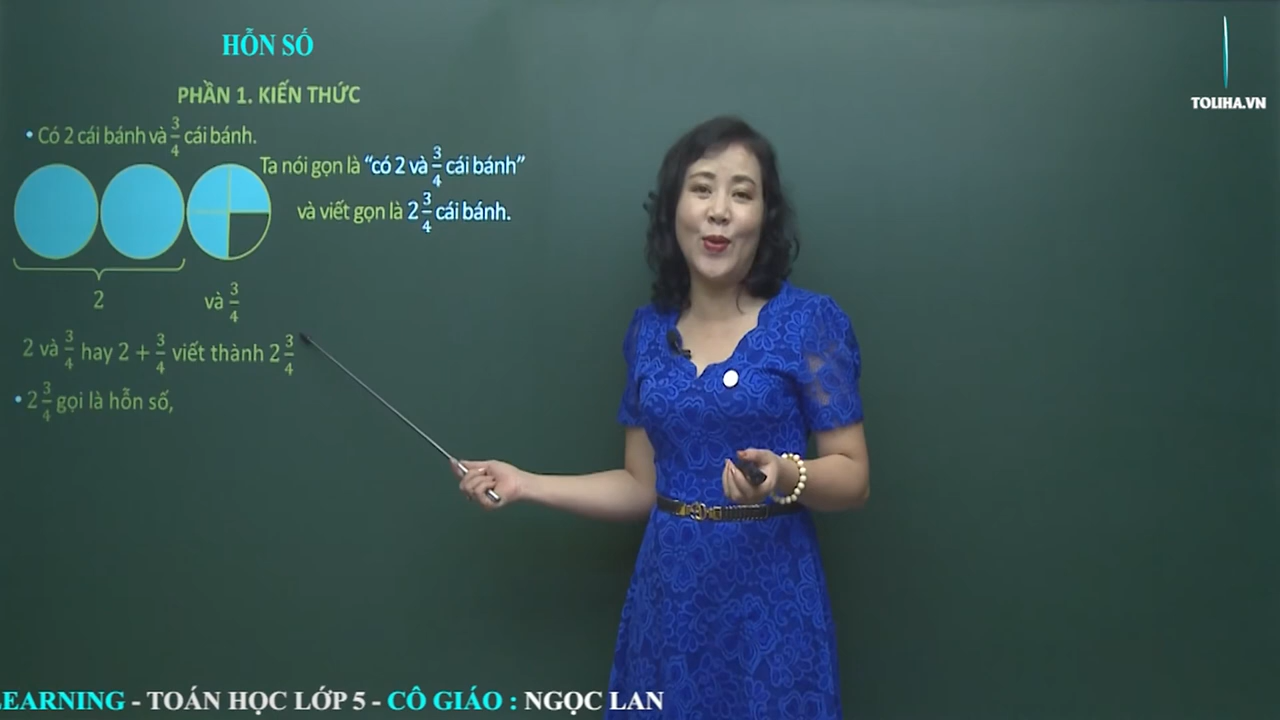 HỖN SỐ
TOLIHA.VN
PHẦN 1. KIẾN THỨC
• Có 2 cái bánh và 3/4 cái bánh.
Ta nói gọn là “có 2 và 3/4 cái bánh”
và viết gọn là 2 3/4 cái bánh.
2
và 3/4
2 và 3/4 hay 2 + 3/4 viết thành 2 3/4
• 2 3/4 gọi là hỗn số,
EARNING - TOÁN HỌC LỚP 5 - CÔ GIÁO : NGỌC LAN